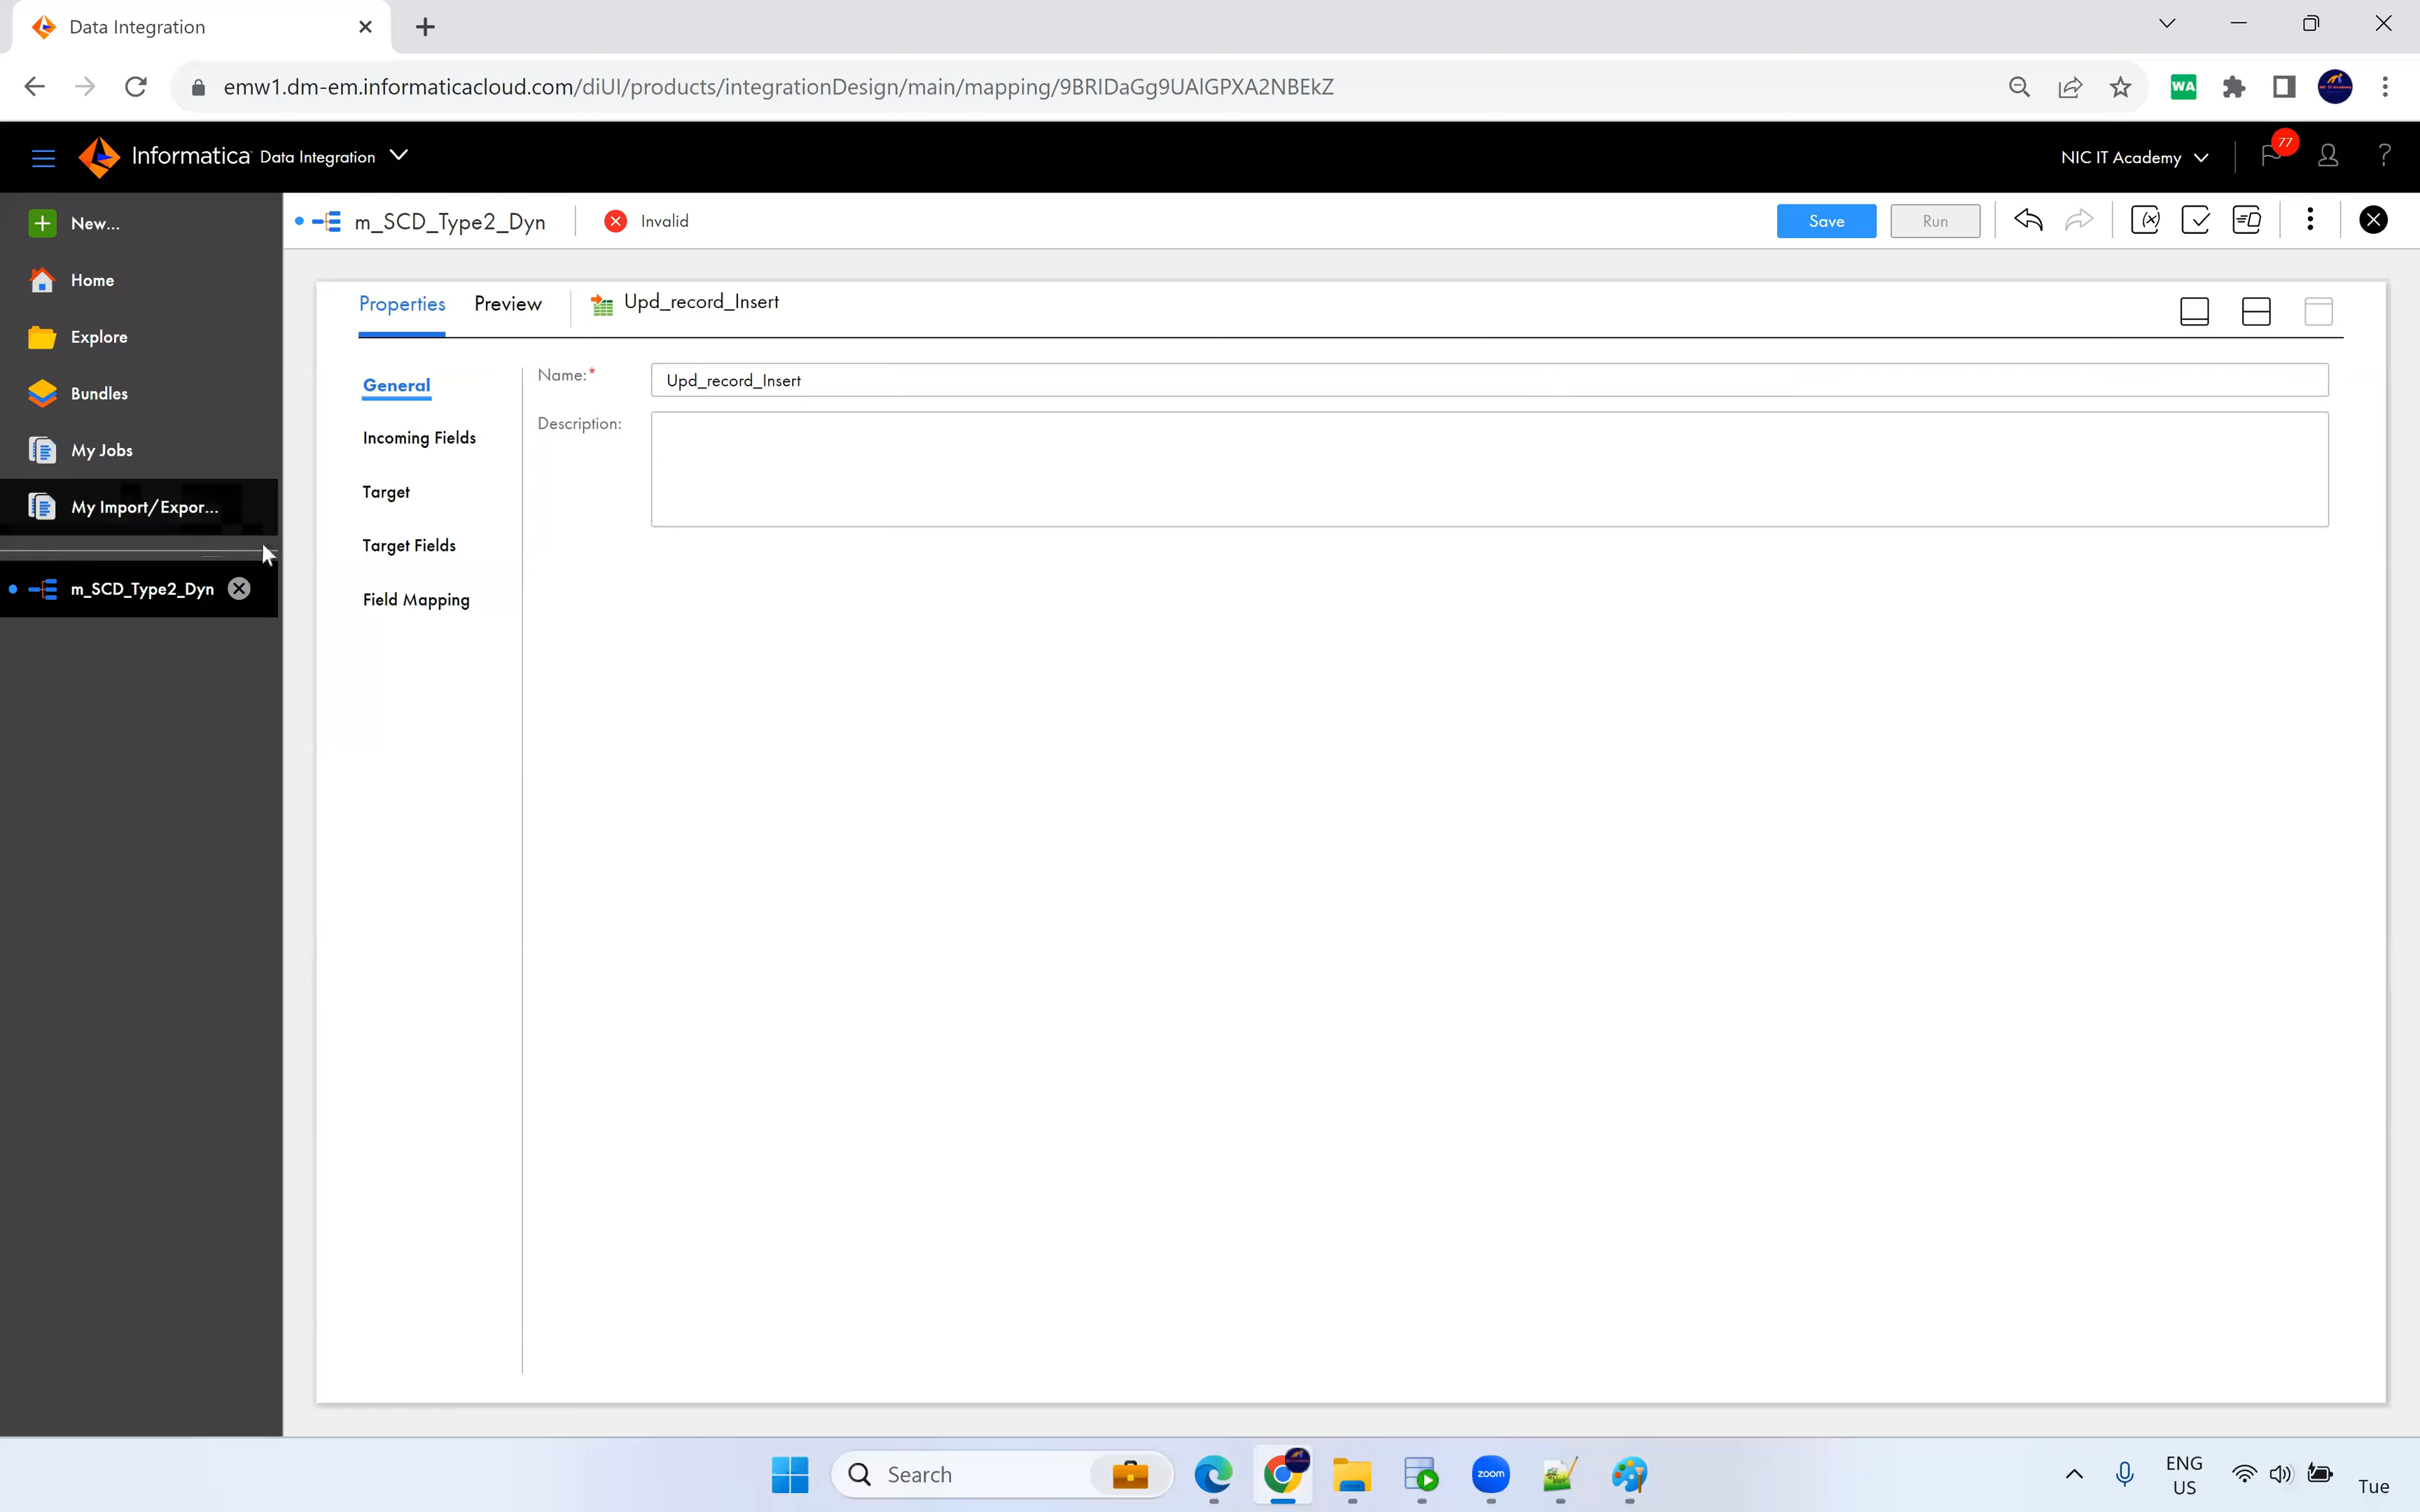 Data Integration
emw1.dm-em.informaticacloud.com/diUI/products/integrationDesign/main/mapping/9BRIDaGg9UAlGPXA2NBEkZ
WA
Informatica Data Integration
NIC IT Academy
77
?
New...
m_SCD_Type2_Dyn
Invalid
Save
Run
Home
Explore
Bundles
My Jobs
My Import/Expor...
m_SCD_Type2_Dyn
Properties
Preview
Upd_record_Insert
General
Incoming Fields
Target
Target Fields
Field Mapping
Name:*
Upd_record_Insert
Description:
Search
zoom
ENG
US
Tue